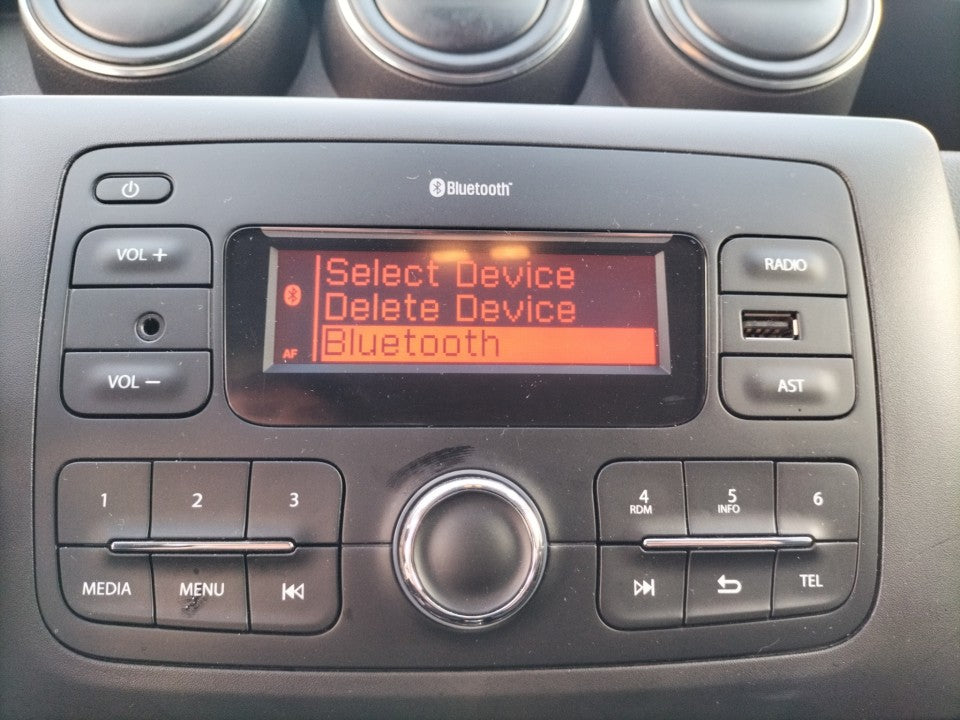 Bluetooth
VOL +
RADIO
Select Device
Delete Device
Bluetooth
AF
VOL −
AST
1
2
3
4
RDM
5
INFO
6
MEDIA
MENU
TEL